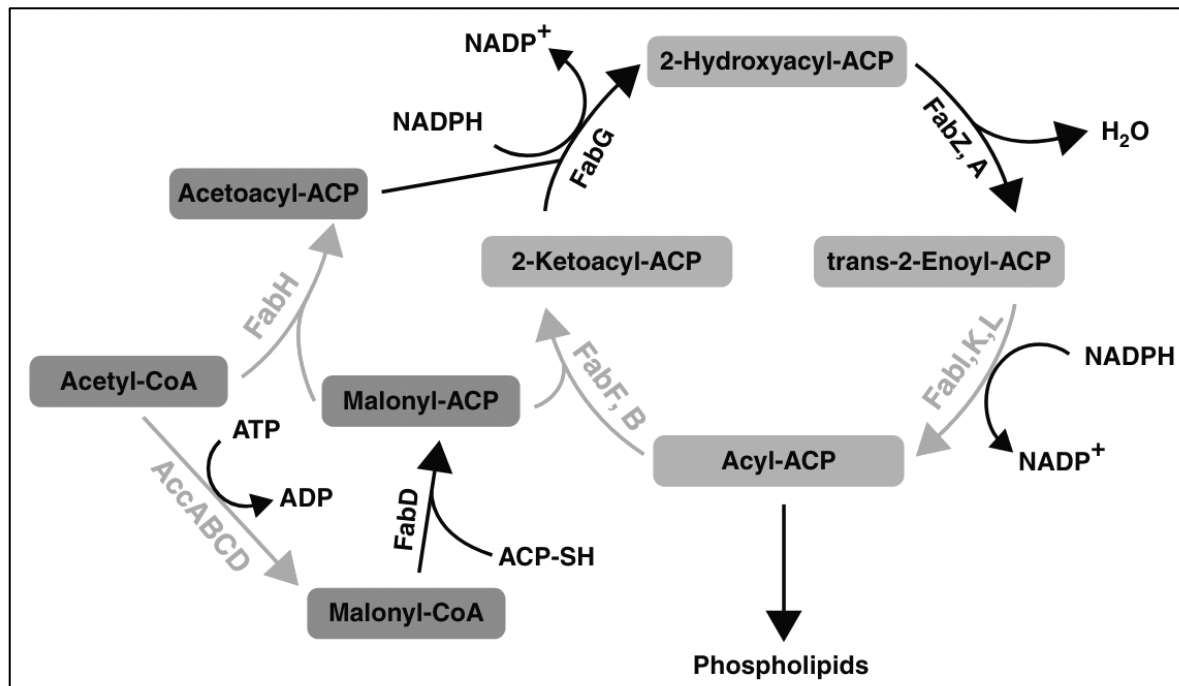 NADP+
2-Hydroxyacyl-ACP
NADPH
FabG
FabZ, A
H2O
Acetoacyl-ACP
2-Ketoacyl-ACP
trans-2-Enoyl-ACP
FabH
FabF, B
FabI,K,L
NADPH
Acetyl-CoA
Malonyl-ACP
ATP
ADP
AccABCD
FabD
ACP-SH
Acyl-ACP
NADP+
Malonyl-CoA
Phospholipids